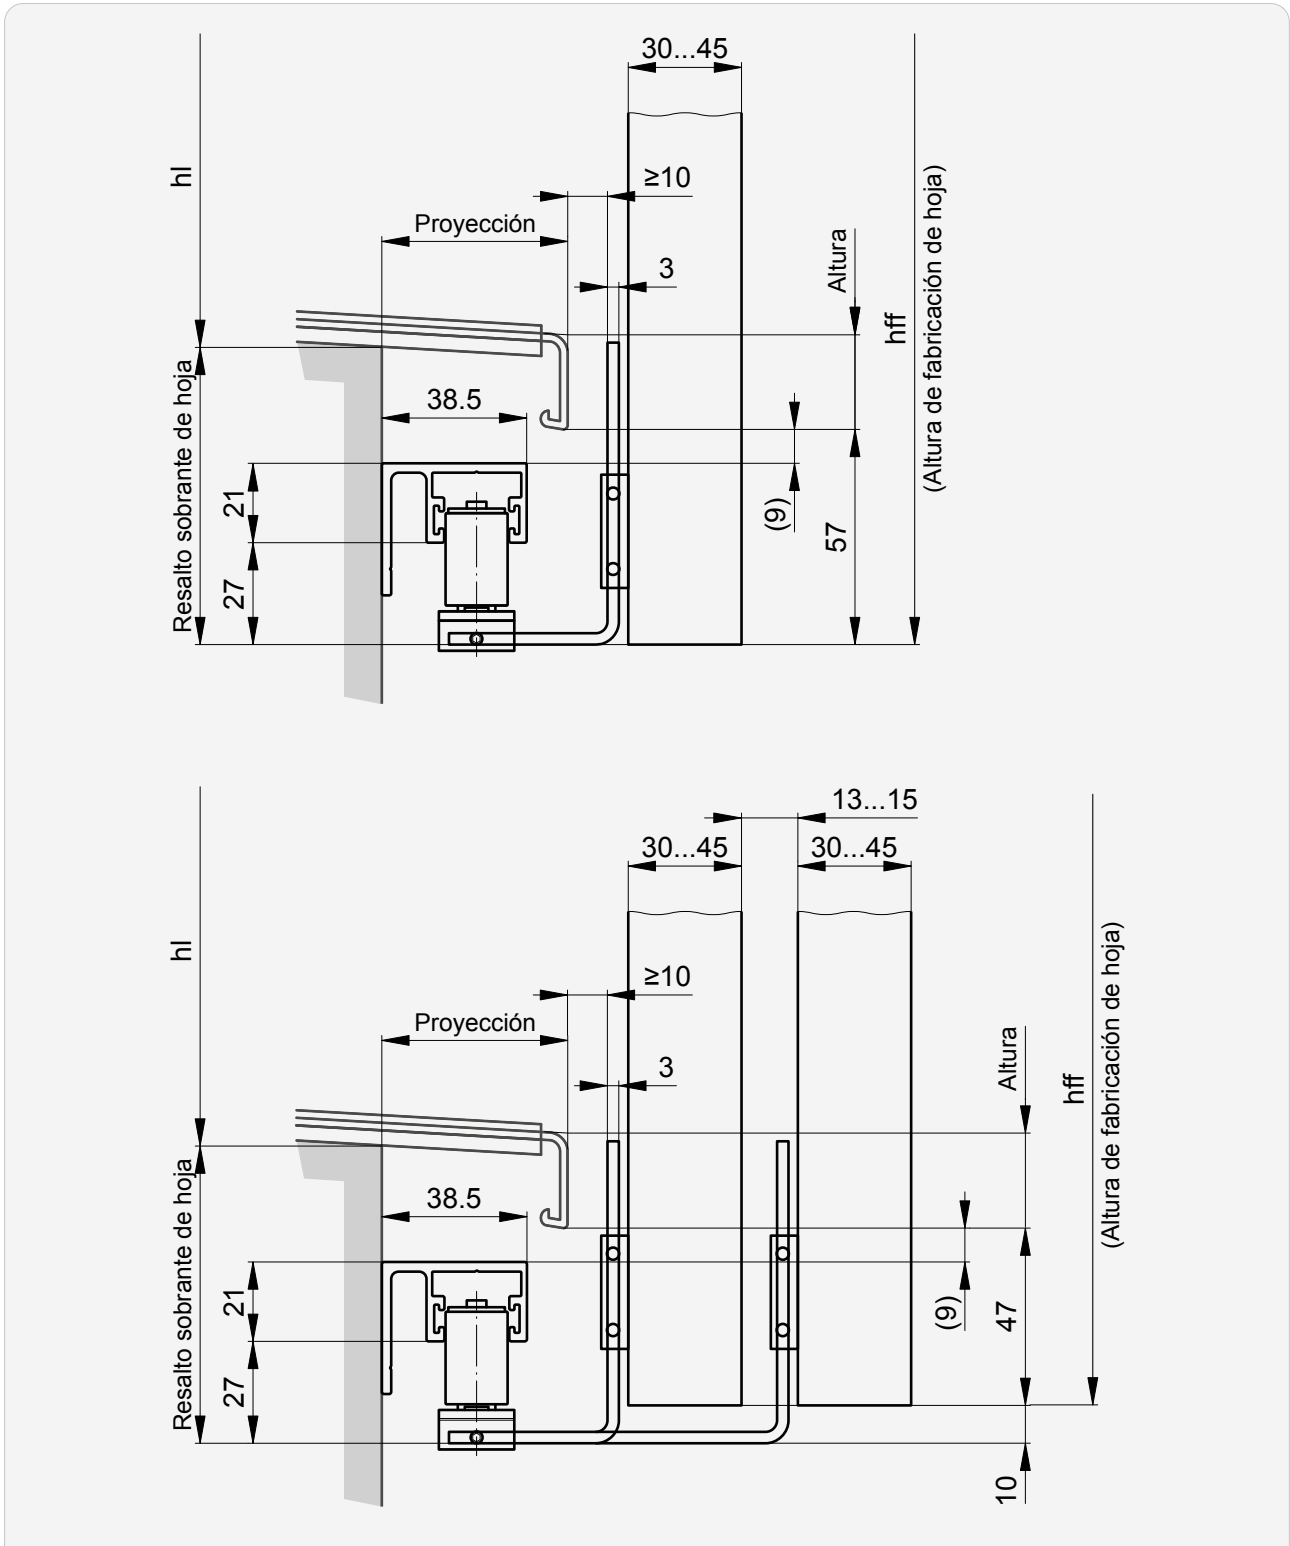 30...45
hl
≥10
Proyección
3
Altura
hff
(Altura de fabricación de hoja)
Resalto sobrante de hoja
38.5
21
(9)
57
27
13...15
30...45
30...45
hl
≥10
Proyección
3
Altura
hff
(Altura de fabricación de hoja)
Resalto sobrante de hoja
38.5
21
(9)
47
27
10